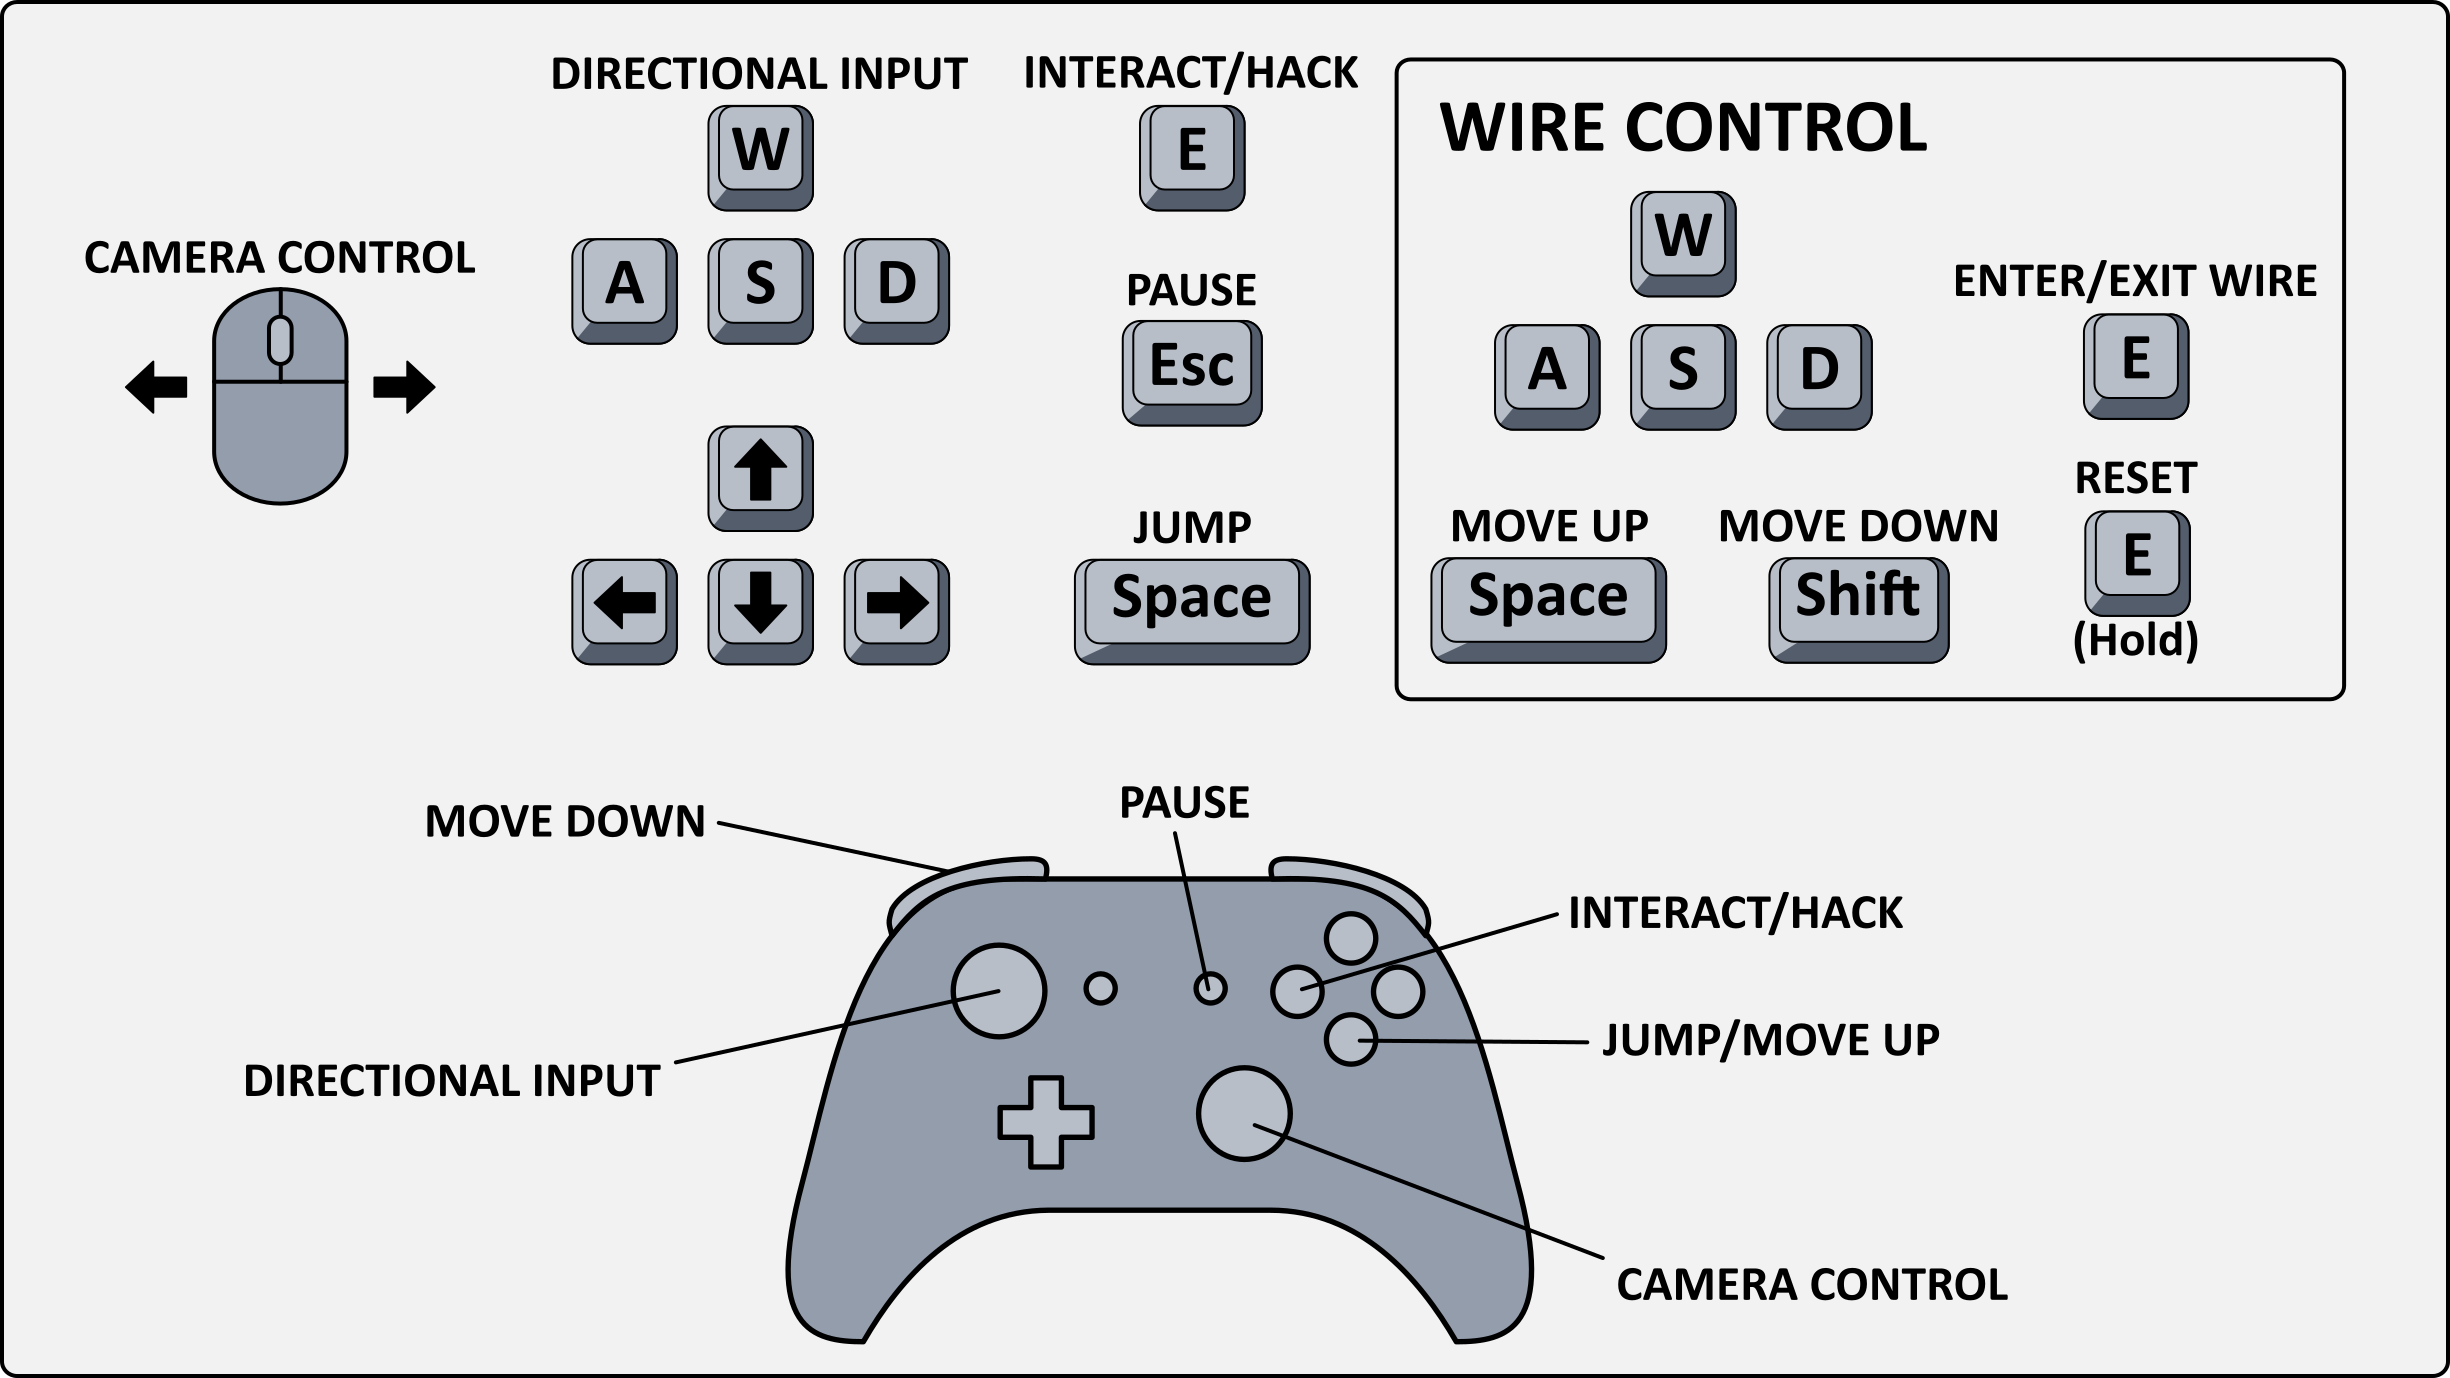 DIRECTIONAL INPUT
W
A S D
INTERACT/HACK
E
CAMERA CONTROL
PAUSE
Esc
JUMP
Space
WIRE CONTROL
W
A S D
ENTER/EXIT WIRE
E
MOVE UP
Space
MOVE DOWN
Shift
RESET
E
(Hold)
MOVE DOWN
PAUSE
INTERACT/HACK
JUMP/MOVE UP
DIRECTIONAL INPUT
CAMERA CONTROL